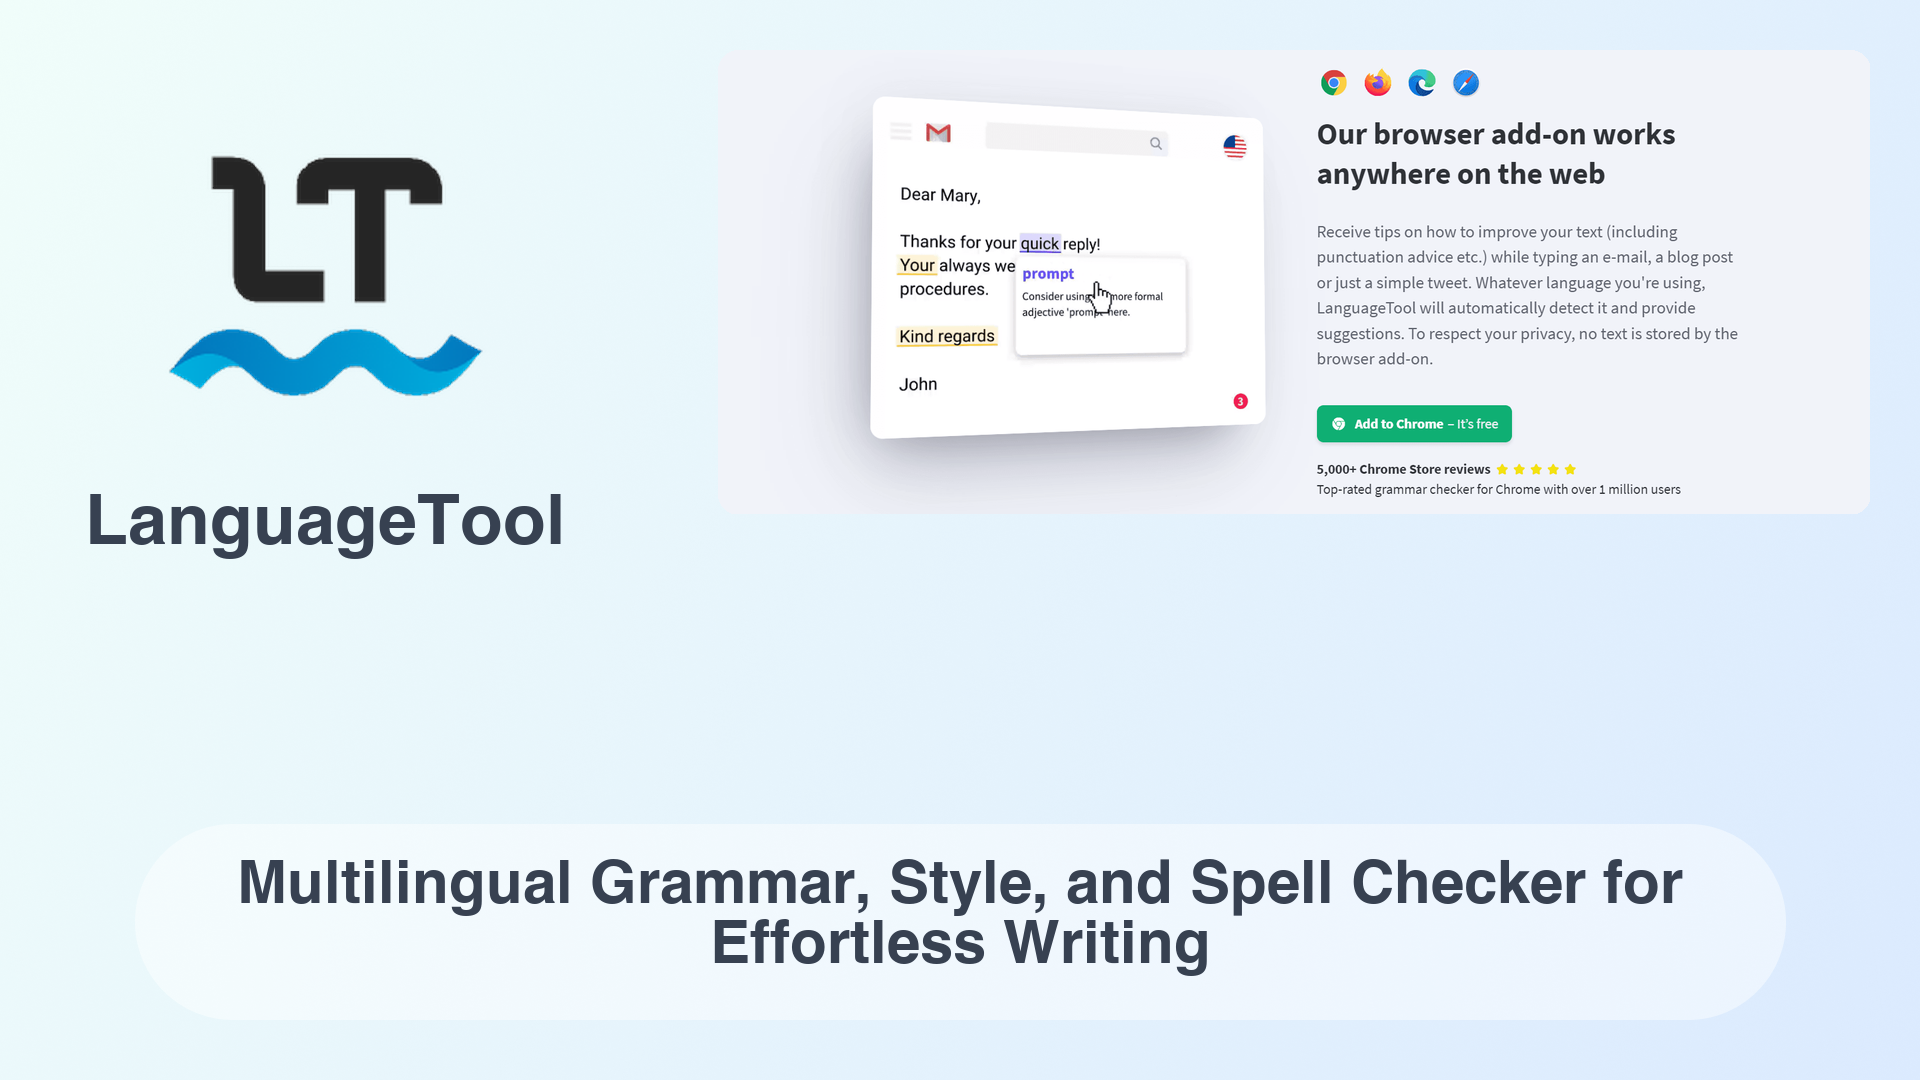 LT
LanguageTool
Dear Mary,
Thanks for your quick reply!
Your always we
procedures.
Kind regards
John
prompt
Consider using more formal
adjective 'prompt' here.
3
Our browser add-on works
anywhere on the web
Receive tips on how to improve your text (including
punctuation advice etc.) while typing an e-mail, a blog post
or just a simple tweet. Whatever language you're using,
LanguageTool will automatically detect it and provide
suggestions. To respect your privacy, no text is stored by the
browser add-on.
Add to Chrome – It's free
5,000+ Chrome Store reviews
Top-rated grammar checker for Chrome with over 1 million users
Multilingual Grammar, Style, and Spell Checker for
Effortless Writing